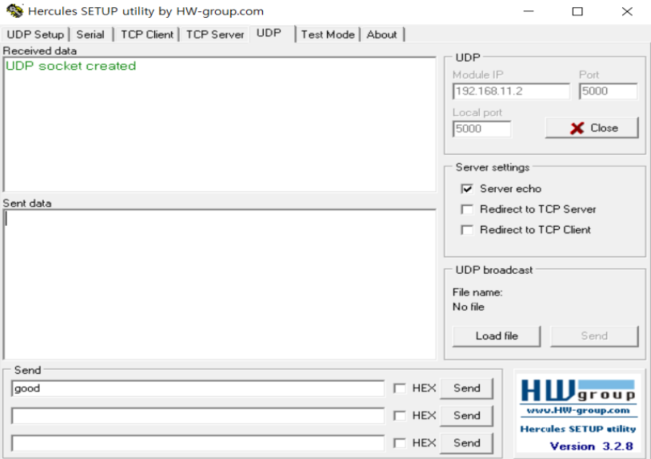 Hercules SETUP utility by HW-group.com
UDP Setup Serial TCP Client TCP Server UDP Test Mode About
Received data
UDP socket created
UDP
Module IP Port
192.168.11.2 5000
Local port
5000 Close
Server settings
Server echo
Redirect to TCP Server
Redirect to TCP Client
Sent data
UDP broadcast
File name:
No file
Load file Send
Send
good HEX Send
HEX Send
HEX Send
HWgroup
www.HW-group.com
Hercules SETUP utility
Version 3.2.8